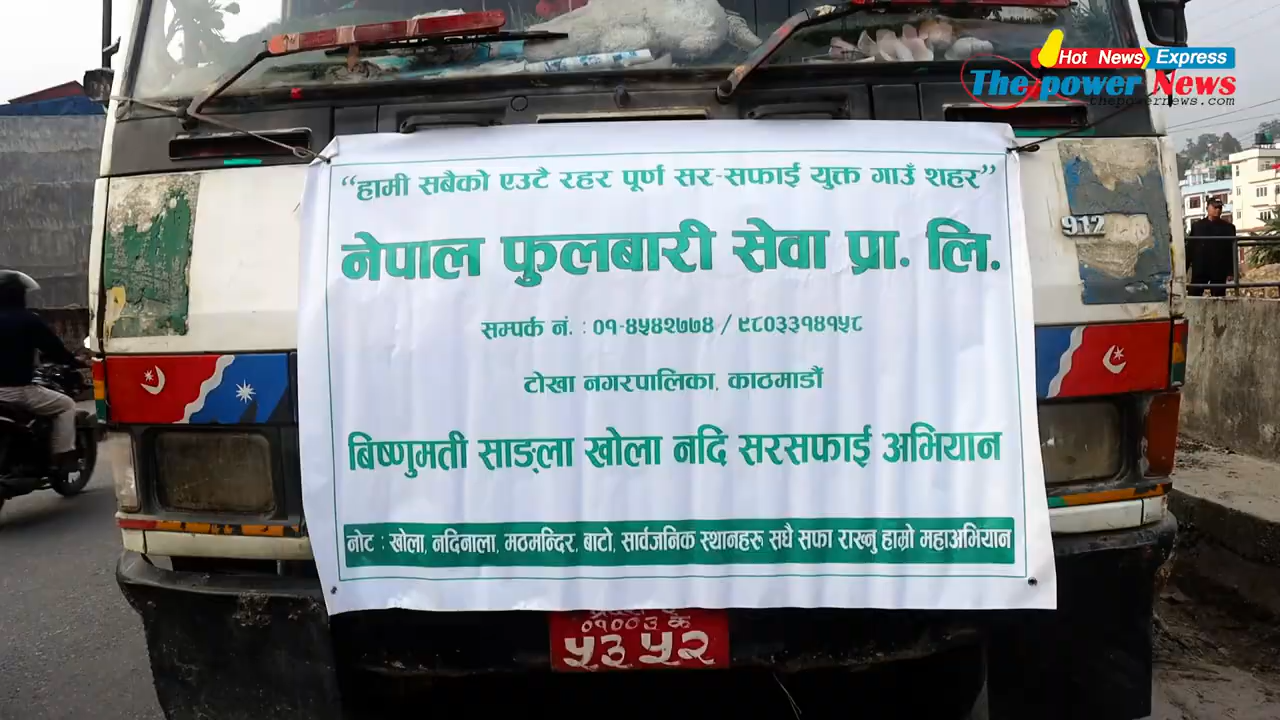 Hot News Express
The power News
thepowernews.com
912
“हामी सबैको एउटै रहर पूर्ण सर-सफाई युक्त गाउँ शहर”
नेपाल फुलबारी सेवा प्रा. लि.
सम्पर्क नं. : ०१-४५४२७७४ / ९८०३३१४१५८
टोखा नगरपालिका, काठमाडौं
बिष्णुमती साङ्ला खोला नदि सरसफाई अभियान
नोट : खोला, नदिनाला, मठमन्दिर, बाटो, सार्वजनिक स्थानहरु सधै सफा राख्नु हाम्रो महाअभियान
०१००३ क
५३५२